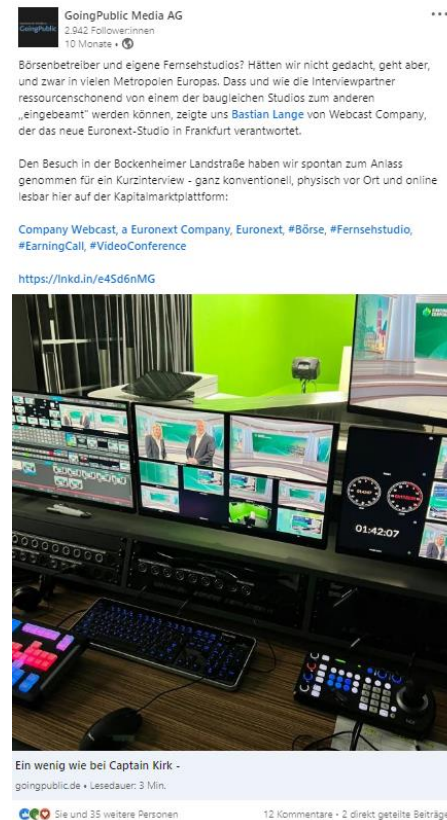 GoingPublic Media AG
GoingPublic
2.942 Follower:innen
10 Monate •
Börsenbetreiber und eigene Fernsehstudios? Hätten wir nicht gedacht, geht aber,
und zwar in vielen Metropolen Europas. Dass und wie die Interviewpartner
ressourcenschonend von einem der baugleichen Studios zum anderen
„eingebeamt" werden können, zeigte uns Bastian Lange von Webcast Company,
der das neue Euronext-Studio in Frankfurt verantwortet.
Den Besuch in der Bockenheimer Landstraße haben wir spontan zum Anlass
genommen für ein Kurzinterview - ganz konventionell, physisch vor Ort und online
lesbar hier auf der Kapitalmarktplattform:
Company Webcast, a Euronext Company, Euronext, #Börse, #Fernsehstudio,
#EarningCall, #VideoConference
https://lnkd.in/e4Sd6nMG
01:42:07
Ein wenig wie bei Captain Kirk -
goingpublic.de • Lesedauer: 3 Min.
Sie und 35 weitere Personen
12 Kommentare • 2 direkt geteilte Beiträge